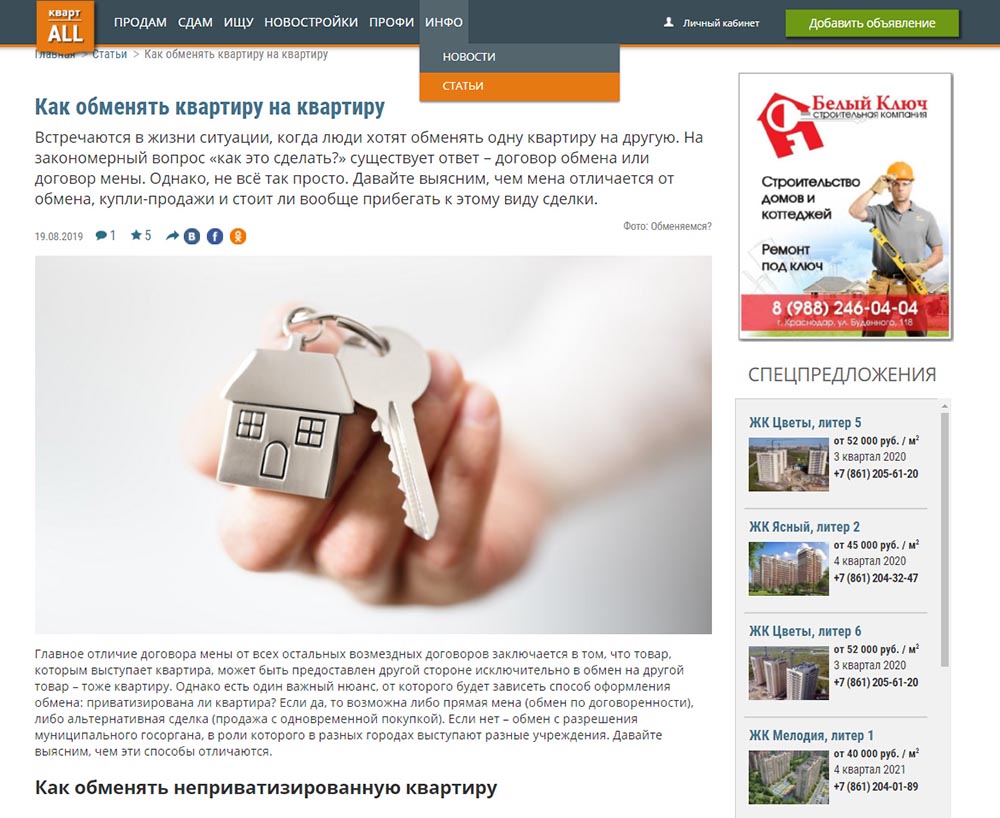 кварт
ALL
ПРОДАМ СДАМ ИЩУ НОВОСТРОЙКИ ПРОФИ ИНФО
Личный кабинет
Добавить объявление
НОВОСТИ
СТАТЬИ
Главная > Статьи > Как обменять квартиру на квартиру
Как обменять квартиру на квартиру
Встречаются в жизни ситуации, когда люди хотят обменять одну квартиру на другую. На
закономерный вопрос «как это сделать?» существует ответ – договор обмена или
договор мены. Однако, не всё так просто. Давайте выясним, чем мена отличается от
обмена, купли-продажи и стоит ли вообще прибегать к этому виду сделки.
Фото: Обменяемся?
19.08.2019 1 5
Главное отличие договора мены от всех остальных возмездных договоров заключается в том, что товар,
которым выступает квартира, может быть предоставлен другой стороне исключительно в обмен на другой
товар – тоже квартиру. Однако есть один важный нюанс, от которого будет зависеть способ оформления
обмена: приватизирована ли квартира? Если да, то возможна либо прямая мена (обмен по договоренности),
либо альтернативная сделка (продажа с одновременной покупкой). Если нет – обмен с разрешения
муниципального госоргана, в роли которого в разных городах выступают разные учреждения. Давайте
выясним, чем эти способы отличаются.
Как обменять неприватизированную квартиру
Белый Ключ
строительная компания
Строительство
домов и
коттеджей
Ремонт
под ключ
8 (988) 246-04-04
г. Краснодар, ул. Буденного, 118
СПЕЦПРЕДЛОЖЕНИЯ
ЖК Цветы, литер 5
от 52 000 руб. / м²
3 квартал 2020
+7 (861) 205-61-20
ЖК Ясный, литер 2
от 45 000 руб. / м²
4 квартал 2020
+7 (861) 204-32-47
ЖК Цветы, литер 6
от 52 000 руб. / м²
3 квартал 2020
+7 (861) 205-61-20
ЖК Мелодия, литер 1
от 40 000 руб. / м²
4 квартал 2021
+7 (861) 204-01-89